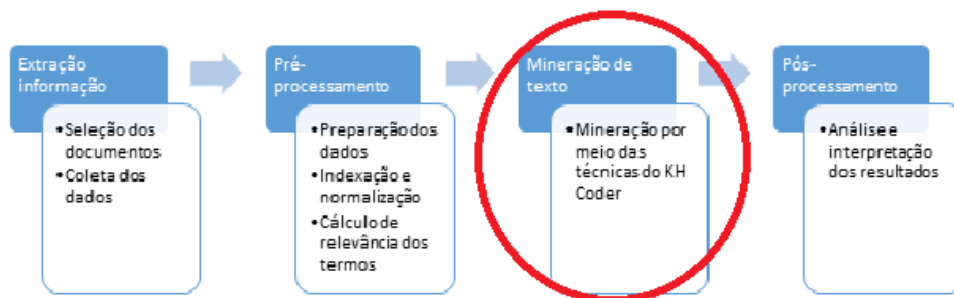 Extração
informação
•Seleção dos
documentos
•Coleta dos
dados
Pré-
processamento
•Preparação dos
dados
•Indexação e
normalização
•Cálculo de
relevância dos
termos
Mineração de
texto
•Mineração por
meio das
técnicas do KH
Coder
Pós-
processamento
•Análise e
interpretação
dos resultados